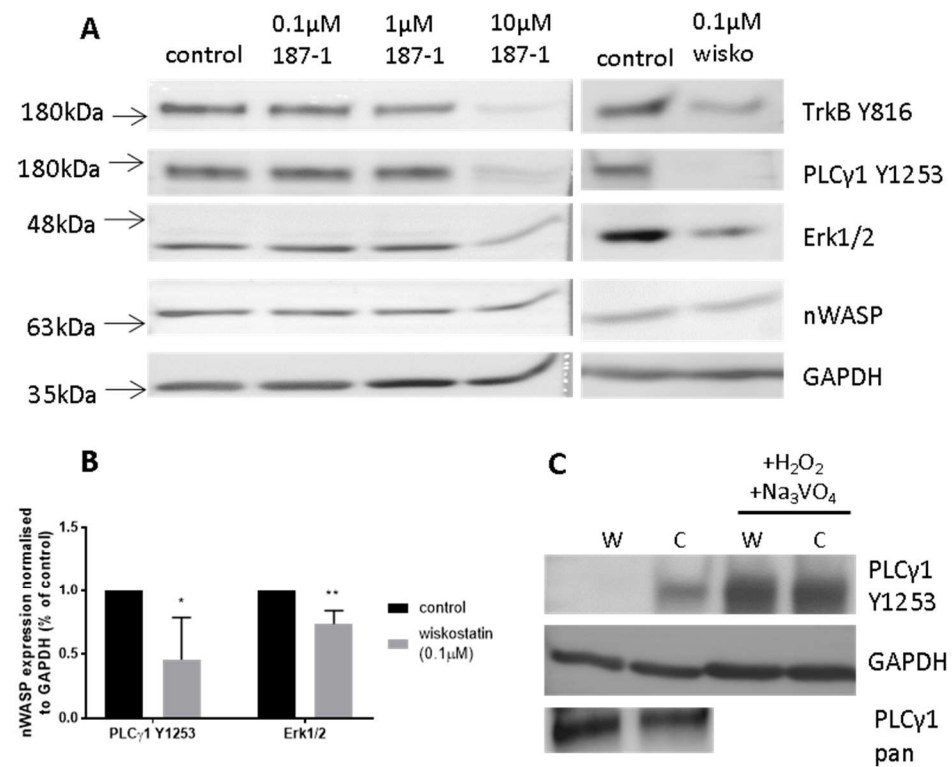 A
control
0.1µM
187-1
1µM
187-1
10µM
187-1
control
0.1µM
wisko
180kDa
TrkB Y816
180kDa
PLCγ1 Y1253
48kDa
Erk1/2
63kDa
nWASP
35kDa
GAPDH
B
nWASP expression normalised
to GAPDH (% of control)
1.5
1.0
0.5
0.0
*
**
PLCγ1 Y1253
Erk1/2
control
wiskostatin
(0.1µM)
C
+H₂O₂
+Na₃VO₄
W C W C
PLCγ1
Y1253
GAPDH
PLCγ1
pan